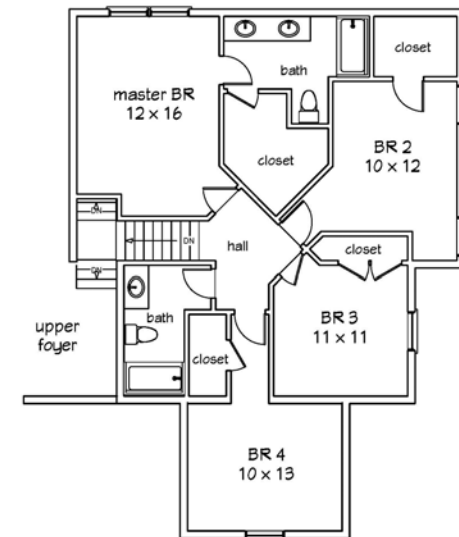 closet
bath
master BR
12 x 16
BR 2
10 x 12
closet
DN
DN
hall
closet
DN
bath
BR 3
11 x 11
upper
foyer
closet
BR 4
10 x 13